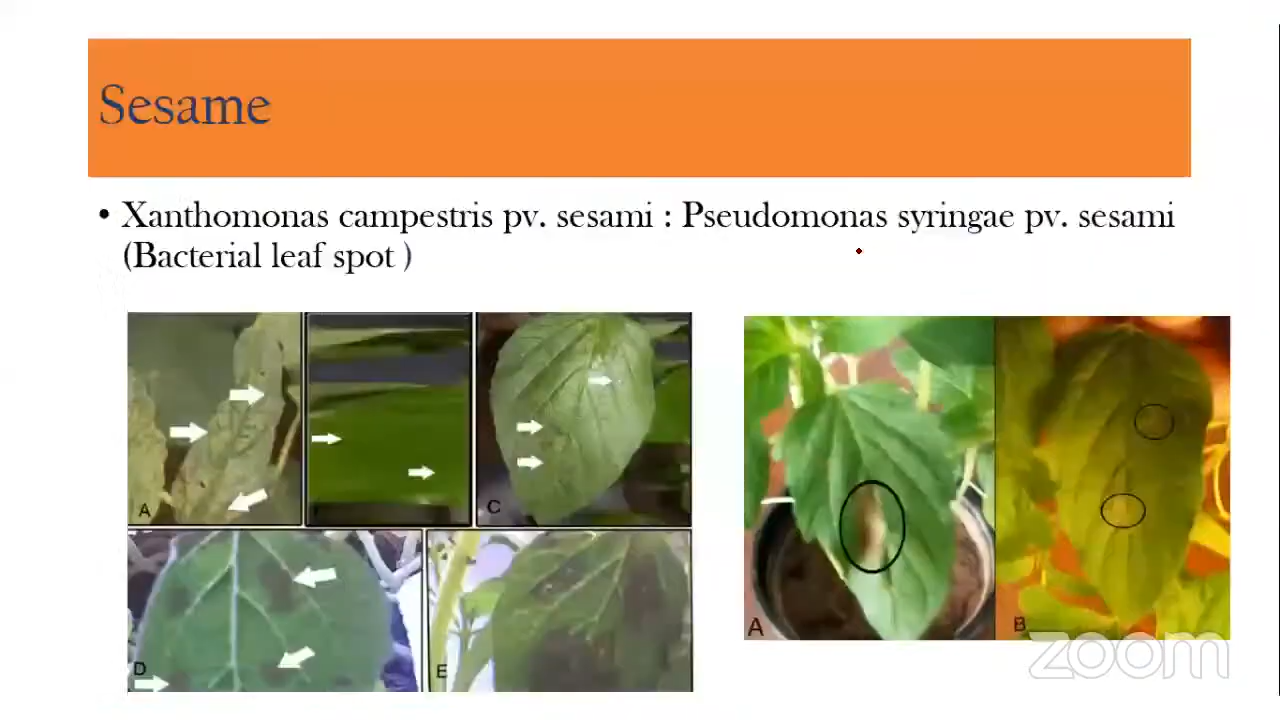 Sesame
• Xanthomonas campestris pv. sesami : Pseudomonas syringae pv. sesami
(Bacterial leaf spot )
A
C
D
E
A
B
zoom